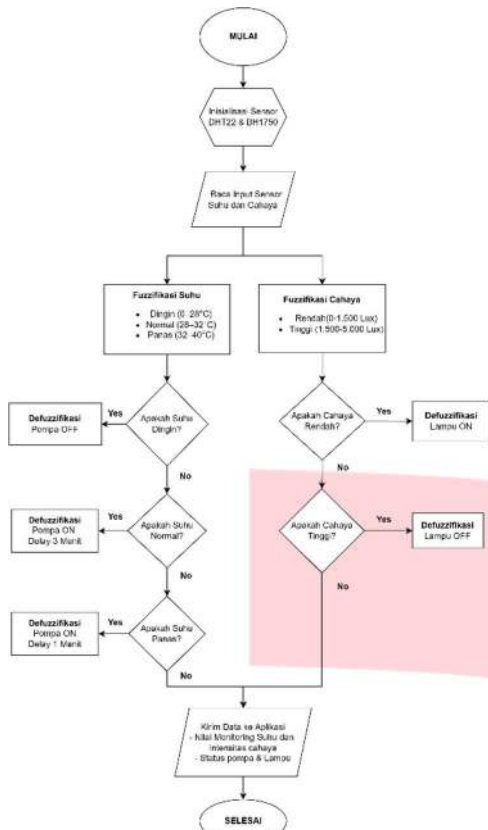 MULAI
Inisialisasi Sensor
DHT22 & DH1750
Baca Input Sensor
Suhu dan Cahaya
Fuzzifikasi Suhu
• Dingin (0–28°C)
• Normal (28–32°C)
• Panas (32–40°C)
Fuzzifikasi Cahaya
• Rendah(0-1.500 Lux)
• Tinggi (1.500-5.000 Lux)
Apakah Suhu
Dingin?
Yes
Defuzzifikasi
Pompa OFF
No
Apakah Suhu
Normal?
Yes
Defuzzifikasi
Pompa ON
Delay 3 Menit
No
Apakah Suhu
Panas?
Yes
Defuzzifikasi
Pompa ON
Delay 1 Menit
No
Apakah Cahaya
Rendah?
Yes
Defuzzifikasi
Lampu ON
No
Apakah Cahaya
Tinggi?
Yes
Defuzzifikasi
Lampu OFF
No
Kirim Data ke Aplikasi
- Nilai Monitoring Suhu dan
Intensitas cahaya
- Status pompa & Lampu
SELESAI